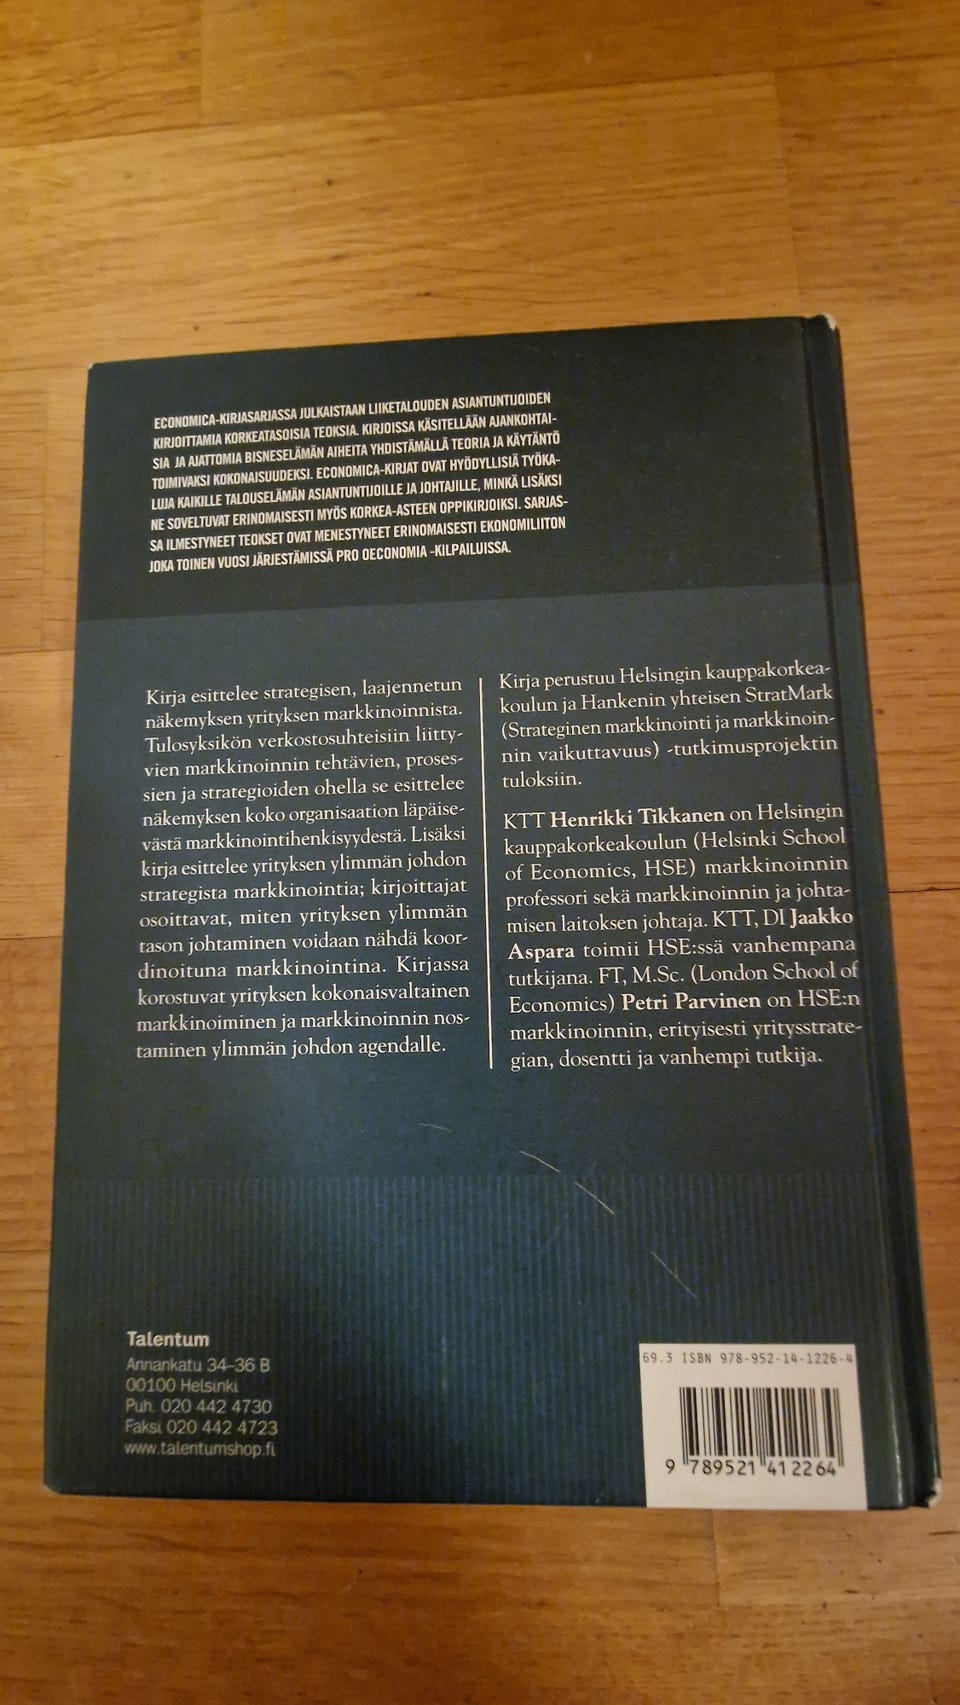 ECONOMICA-KIRJASARJASSA JULKAISTAAN LIIKETALOUDEN ASIANTUNTIJOIDEN
KIRJOITTAMIA KORKEATASOISIA TEOKSIA. KIRJOISSA KÄSITELLÄÄN AJANKOHTAI-
SIA JA AJATTOMIA BISNESELÄMÄN AIHEITA YHDISTÄMÄLLÄ TEORIA JA KÄYTÄNTÖ
TOIMIVAKSI KOKONAISUUDEKSI. ECONOMICA-KIRJAT OVAT HYÖDYLLISIÄ TYÖKA-
LUJA KAIKILLE TALOUSELÄMÄN ASIANTUNTIJOILLE JA JOHTAJILLE, MINKÄ LISÄKSI
NE SOVELTUVAT ERINOMAISESTI MYÖS KORKEA-ASTEEN OPPIKIRJOIKSI. SARJAS-
SA ILMESTYNEET TEOKSET OVAT MENESTYNEET ERINOMAISESTI EKONOMILIITON
JOKA TOINEN VUOSI JÄRJESTÄMISSÄ PRO OECONOMIA -KILPAILUISSA.
Kirja esittelee strategisen, laajennetun
näkemyksen yrityksen markkinoinnista.
Tulosyksikön verkostosuhteisiin liitty-
vien markkinoinnin tehtävien, proses-
sien ja strategioiden ohella se esittelee
näkemyksen koko organisaation läpäise-
västä markkinointihenkisyydestä. Lisäksi
kirja esittelee yrityksen ylimmän johdon
strategista markkinointia; kirjoittajat
osoittavat, miten yrityksen ylimmän
tason johtaminen voidaan nähdä koor-
dinoituna markkinointina. Kirjassa
korostuvat yrityksen kokonaisvaltainen
markkinoiminen ja markkinoinnin nos-
taminen ylimmän johdon agendalle.
Kirja perustuu Helsingin kauppakorkea-
koulun ja Hankenin yhteisen StratMark
(Strateginen markkinointi ja markkinoin-
nin vaikuttavuus) -tutkimusprojektin
tuloksiin.
KTT Henrikki Tikkanen on Helsingin
kauppakorkeakoulun (Helsinki School
of Economics, HSE) markkinoinnin
professori sekä markkinoinnin ja johta-
misen laitoksen johtaja. KTT, DI Jaakko
Aspara toimii HSE:ssä vanhempana
tutkijana. FT, M.Sc. (London School of
Economics) Petri Parvinen on HSE:n
markkinoinnin, erityisesti yritysstrate-
gian, dosentti ja vanhempi tutkija.
Talentum
Annankatu 34–36 B
00100 Helsinki
Puh. 020 442 4730
Faksi 020 442 4723
www.talentumshop.fi
69.3 ISBN 978-952-14-1226-4
9 789521 412264